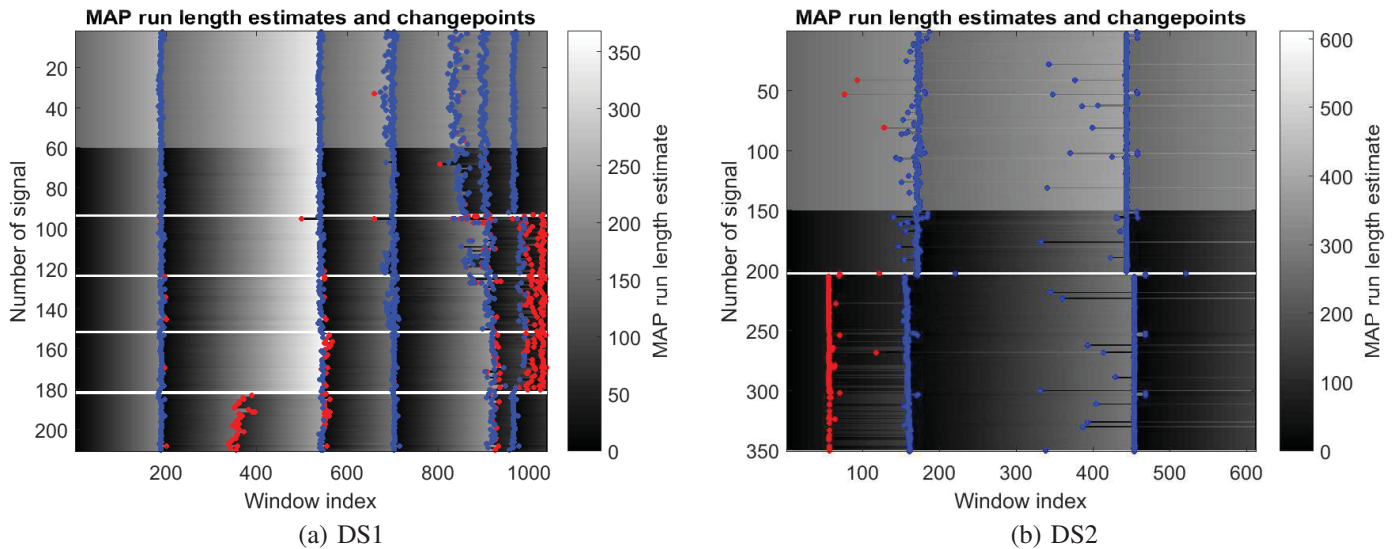 MAP run length estimates and changepoints
20
40
60
80
100
120
140
160
180
200
Number of signal
200 400 600 800 1000
Window index
350
300
250
200
150
100
50
0
MAP run length estimate
(a) DS1
MAP run length estimates and changepoints
50
100
150
200
250
300
350
Number of signal
100 200 300 400 500 600
Window index
600
500
400
300
200
100
0
MAP run length estimate
(b) DS2